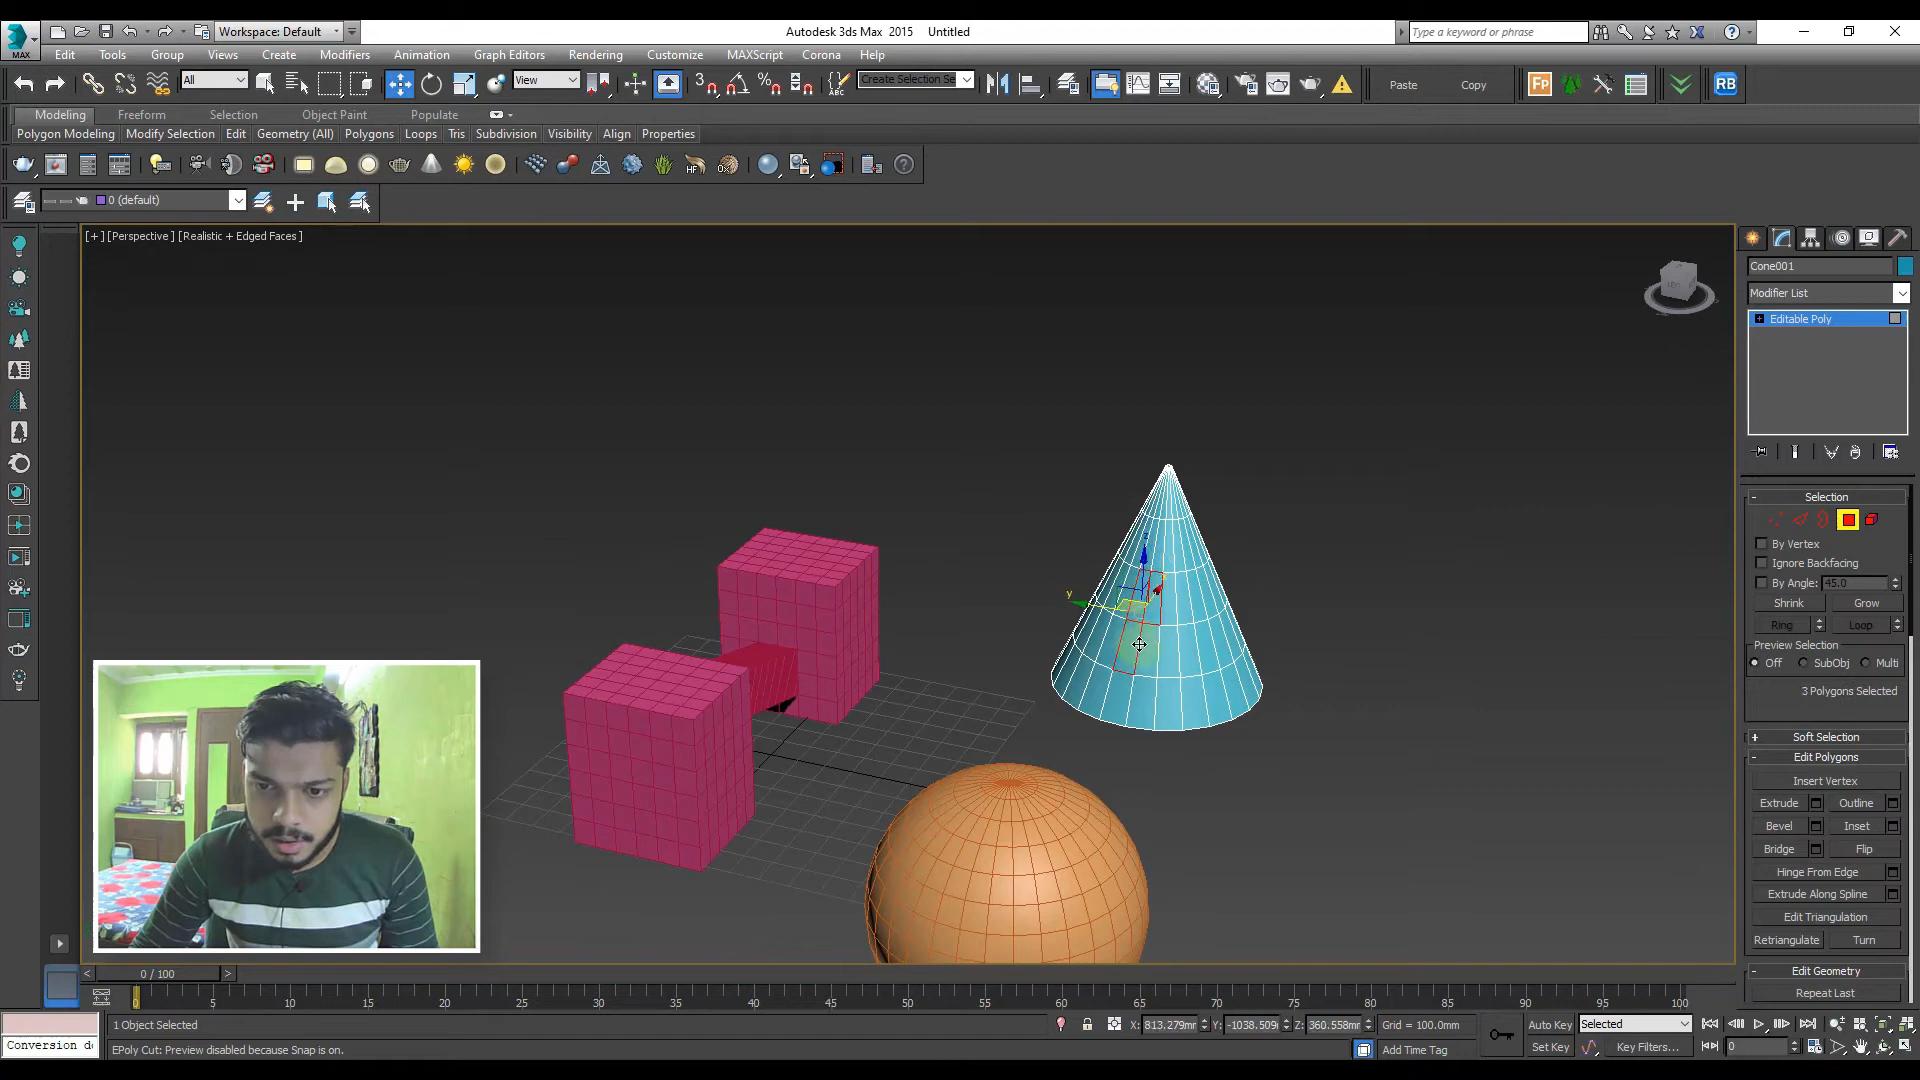 Workspace: Default
Autodesk 3ds Max 2015 Untitled
Type a keyword or phrase
MAX
Edit Tools Group Views Create Modifiers Animation Graph Editors Rendering Customize MAXScript Corona Help
All
View
3
Create Selection Se
ABC
Paste
Copy
Fp
RB
Modeling Freeform Selection Object Paint Populate
Polygon Modeling Modify Selection Edit Geometry (All) Polygons Loops Tris Subdivision Visibility Align Properties
HF
0 (default)
[+] [Perspective ] [Realistic + Edged Faces ]
Cone001
Modifier List
Editable Poly
y
Selection
By Vertex
Ignore Backfacing
By Angle: 45.0
Shrink Grow
Ring Loop
Preview Selection
Off SubObj Multi
3 Polygons Selected
Soft Selection
Edit Polygons
Insert Vertex
Extrude Outline
Bevel Inset
Bridge Flip
Hinge From Edge
Extrude Along Spline
Edit Triangulation
Retriangulate Turn
Edit Geometry
Repeat Last
0 / 100
0 5 10 15 20 25 30 35 40 45 50 55 60 65 70 75 80 85 90 95 100
1 Object Selected
X: 813.279mm Y: -1038.509 Z: 360.558mm Grid = 100.0mm
Auto Key Selected
Conversion do
EPoly Cut: Preview disabled because Snap is on.
Add Time Tag
Set Key Key Filters... 0